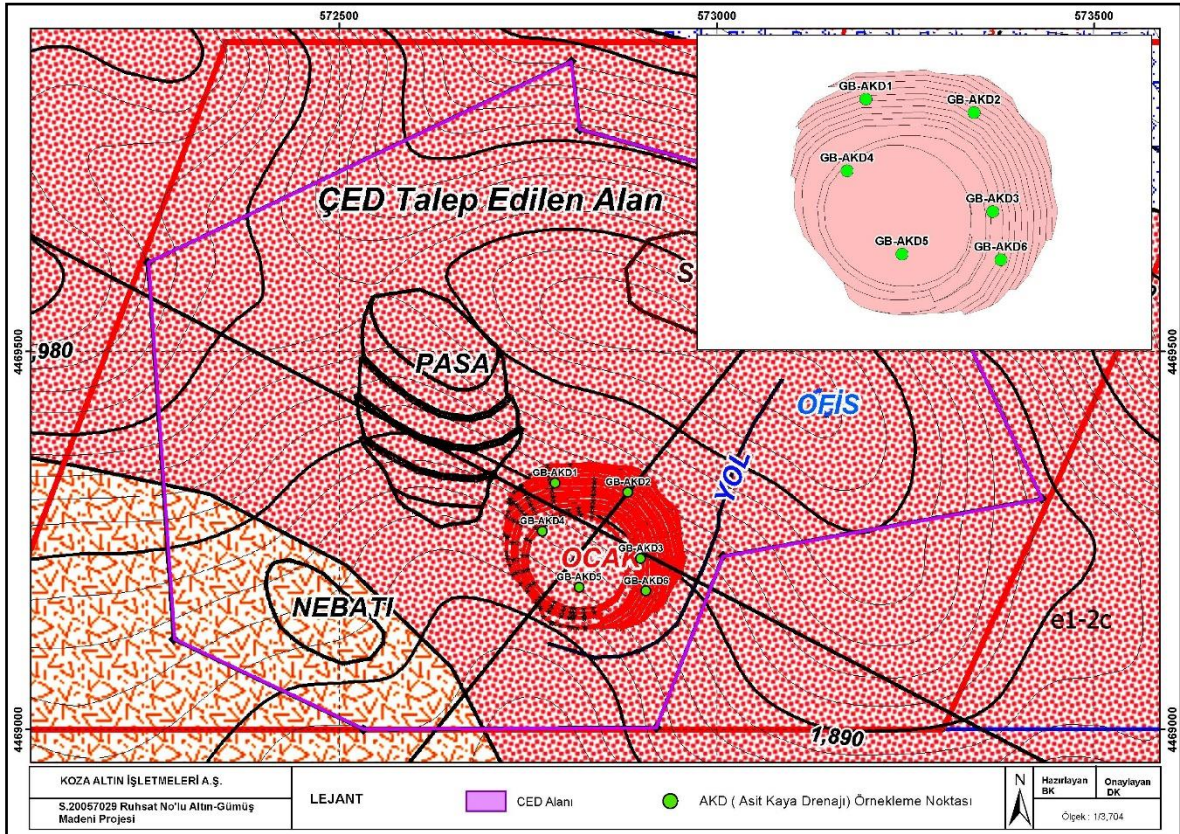 572500
573000
573500
GB-AKD1
GB-AKD2
GB-AKD4
GB-AKD3
GB-AKD5
GB-AKD6
ÇED Talep Edilen Alan
S
4469500
4469500
,980
PASA
OFİS
YOL
GB-AKD1
GB-AKD2
GB-AKD4
OCAK
GB-AKD3
GB-AKD5
GB-AKD6
NEBATI
e1-2c
1,890
4469000
4469000
KOZA ALTIN İŞLETMELERİ A.Ş.
S.20057029 Ruhsat No'lu Altın-Gümüş
Madeni Projesi
LEJANT
ÇED Alanı
AKD ( Asit Kaya Drenajı) Örnekleme Noktası
N
Hazırlayan
BK
Onaylayan
DK
Ölçek : 1/3,704